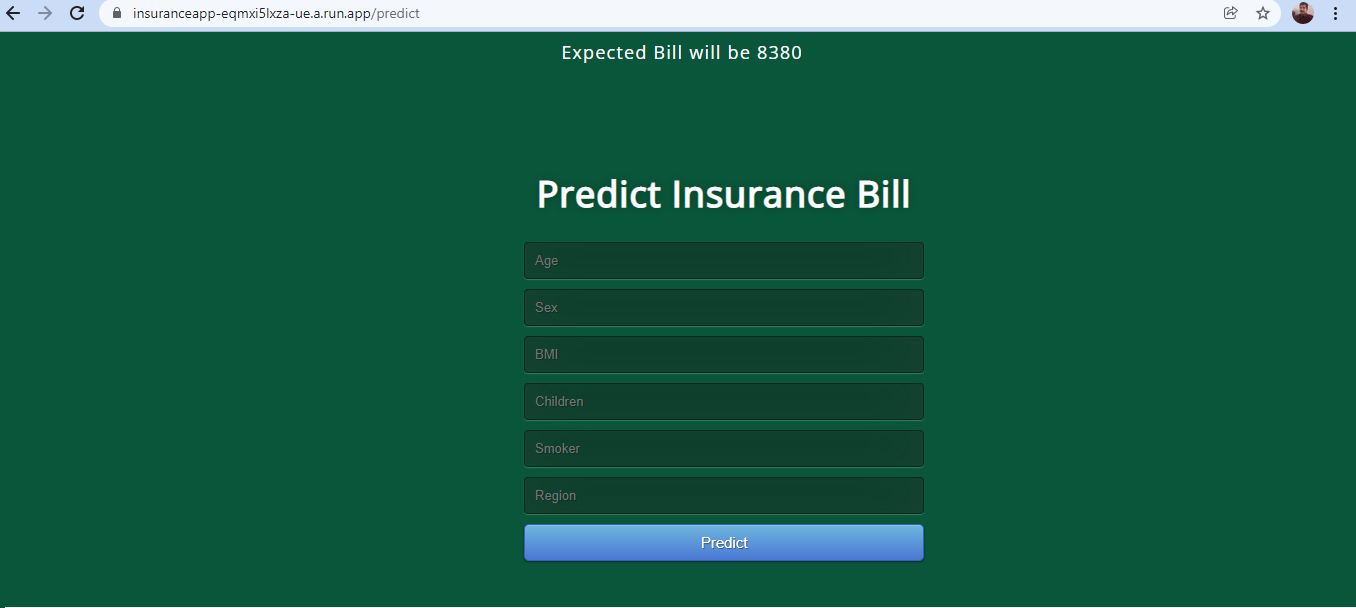 insuranceapp-eqmxi5lxza-ue.a.run.app/predict
Expected Bill will be 8380
Predict Insurance Bill
Age
Sex
BMI
Children
Smoker
Region
Predict